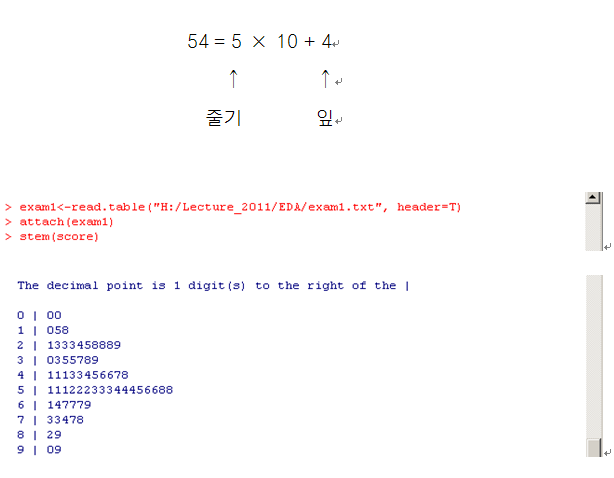 54 = 5 × 10 + 4
↑ ↑
줄기 잎
> exam1<-read.table("H:/Lecture_2011/EDA/exam1.txt", header=T)
> attach(exam1)
> stem(score)
The decimal point is 1 digit(s) to the right of the |
0 | 00
1 | 058
2 | 1333458889
3 | 0355789
4 | 11133456678
5 | 11122233344456688
6 | 147779
7 | 33478
8 | 29
9 | 09